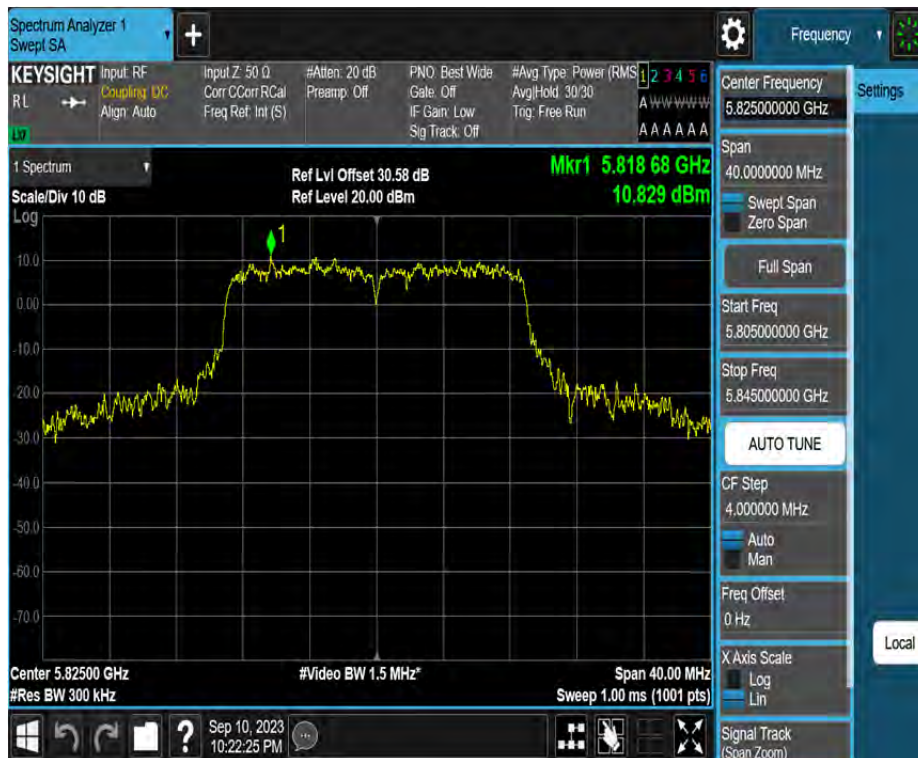 Spectrum Analyzer 1
Swept SA
+
Frequency
KEYSIGHT
RL
LXI
Input: RF
Coupling: DC
Align: Auto
Input Z: 50 Ω
Corr CCorr RCal
Freq Ref: Int (S)
#Atten: 20 dB
Preamp: Off
PNO: Best Wide
Gate: Off
IF Gain: Low
Sig Track: Off
#Avg Type: Power (RMS
Avg|Hold: 30/30
Trig: Free Run
1 2 3 4 5 6
A W W W W W
A A A A A A
1 Spectrum
Scale/Div 10 dB
Ref Lvl Offset 30.58 dB
Ref Level 20.00 dBm
Mkr1 5.818 68 GHz
10.829 dBm
Log
1
10.0
0.00
-10.0
-20.0
-30.0
-40.0
-50.0
-60.0
-70.0
Center 5.82500 GHz
#Res BW 300 kHz
#Video BW 1.5 MHz*
Span 40.00 MHz
Sweep 1.00 ms (1001 pts)
Center Frequency
5.825000000 GHz
Span
40.0000000 MHz
Swept Span
Zero Span
Full Span
Start Freq
5.805000000 GHz
Stop Freq
5.845000000 GHz
AUTO TUNE
CF Step
4.000000 MHz
Auto
Man
Freq Offset
0 Hz
X Axis Scale
Log
Lin
Signal Track
(Span Zoom)
Settings
Local
?
Sep 10, 2023
10:22:25 PM